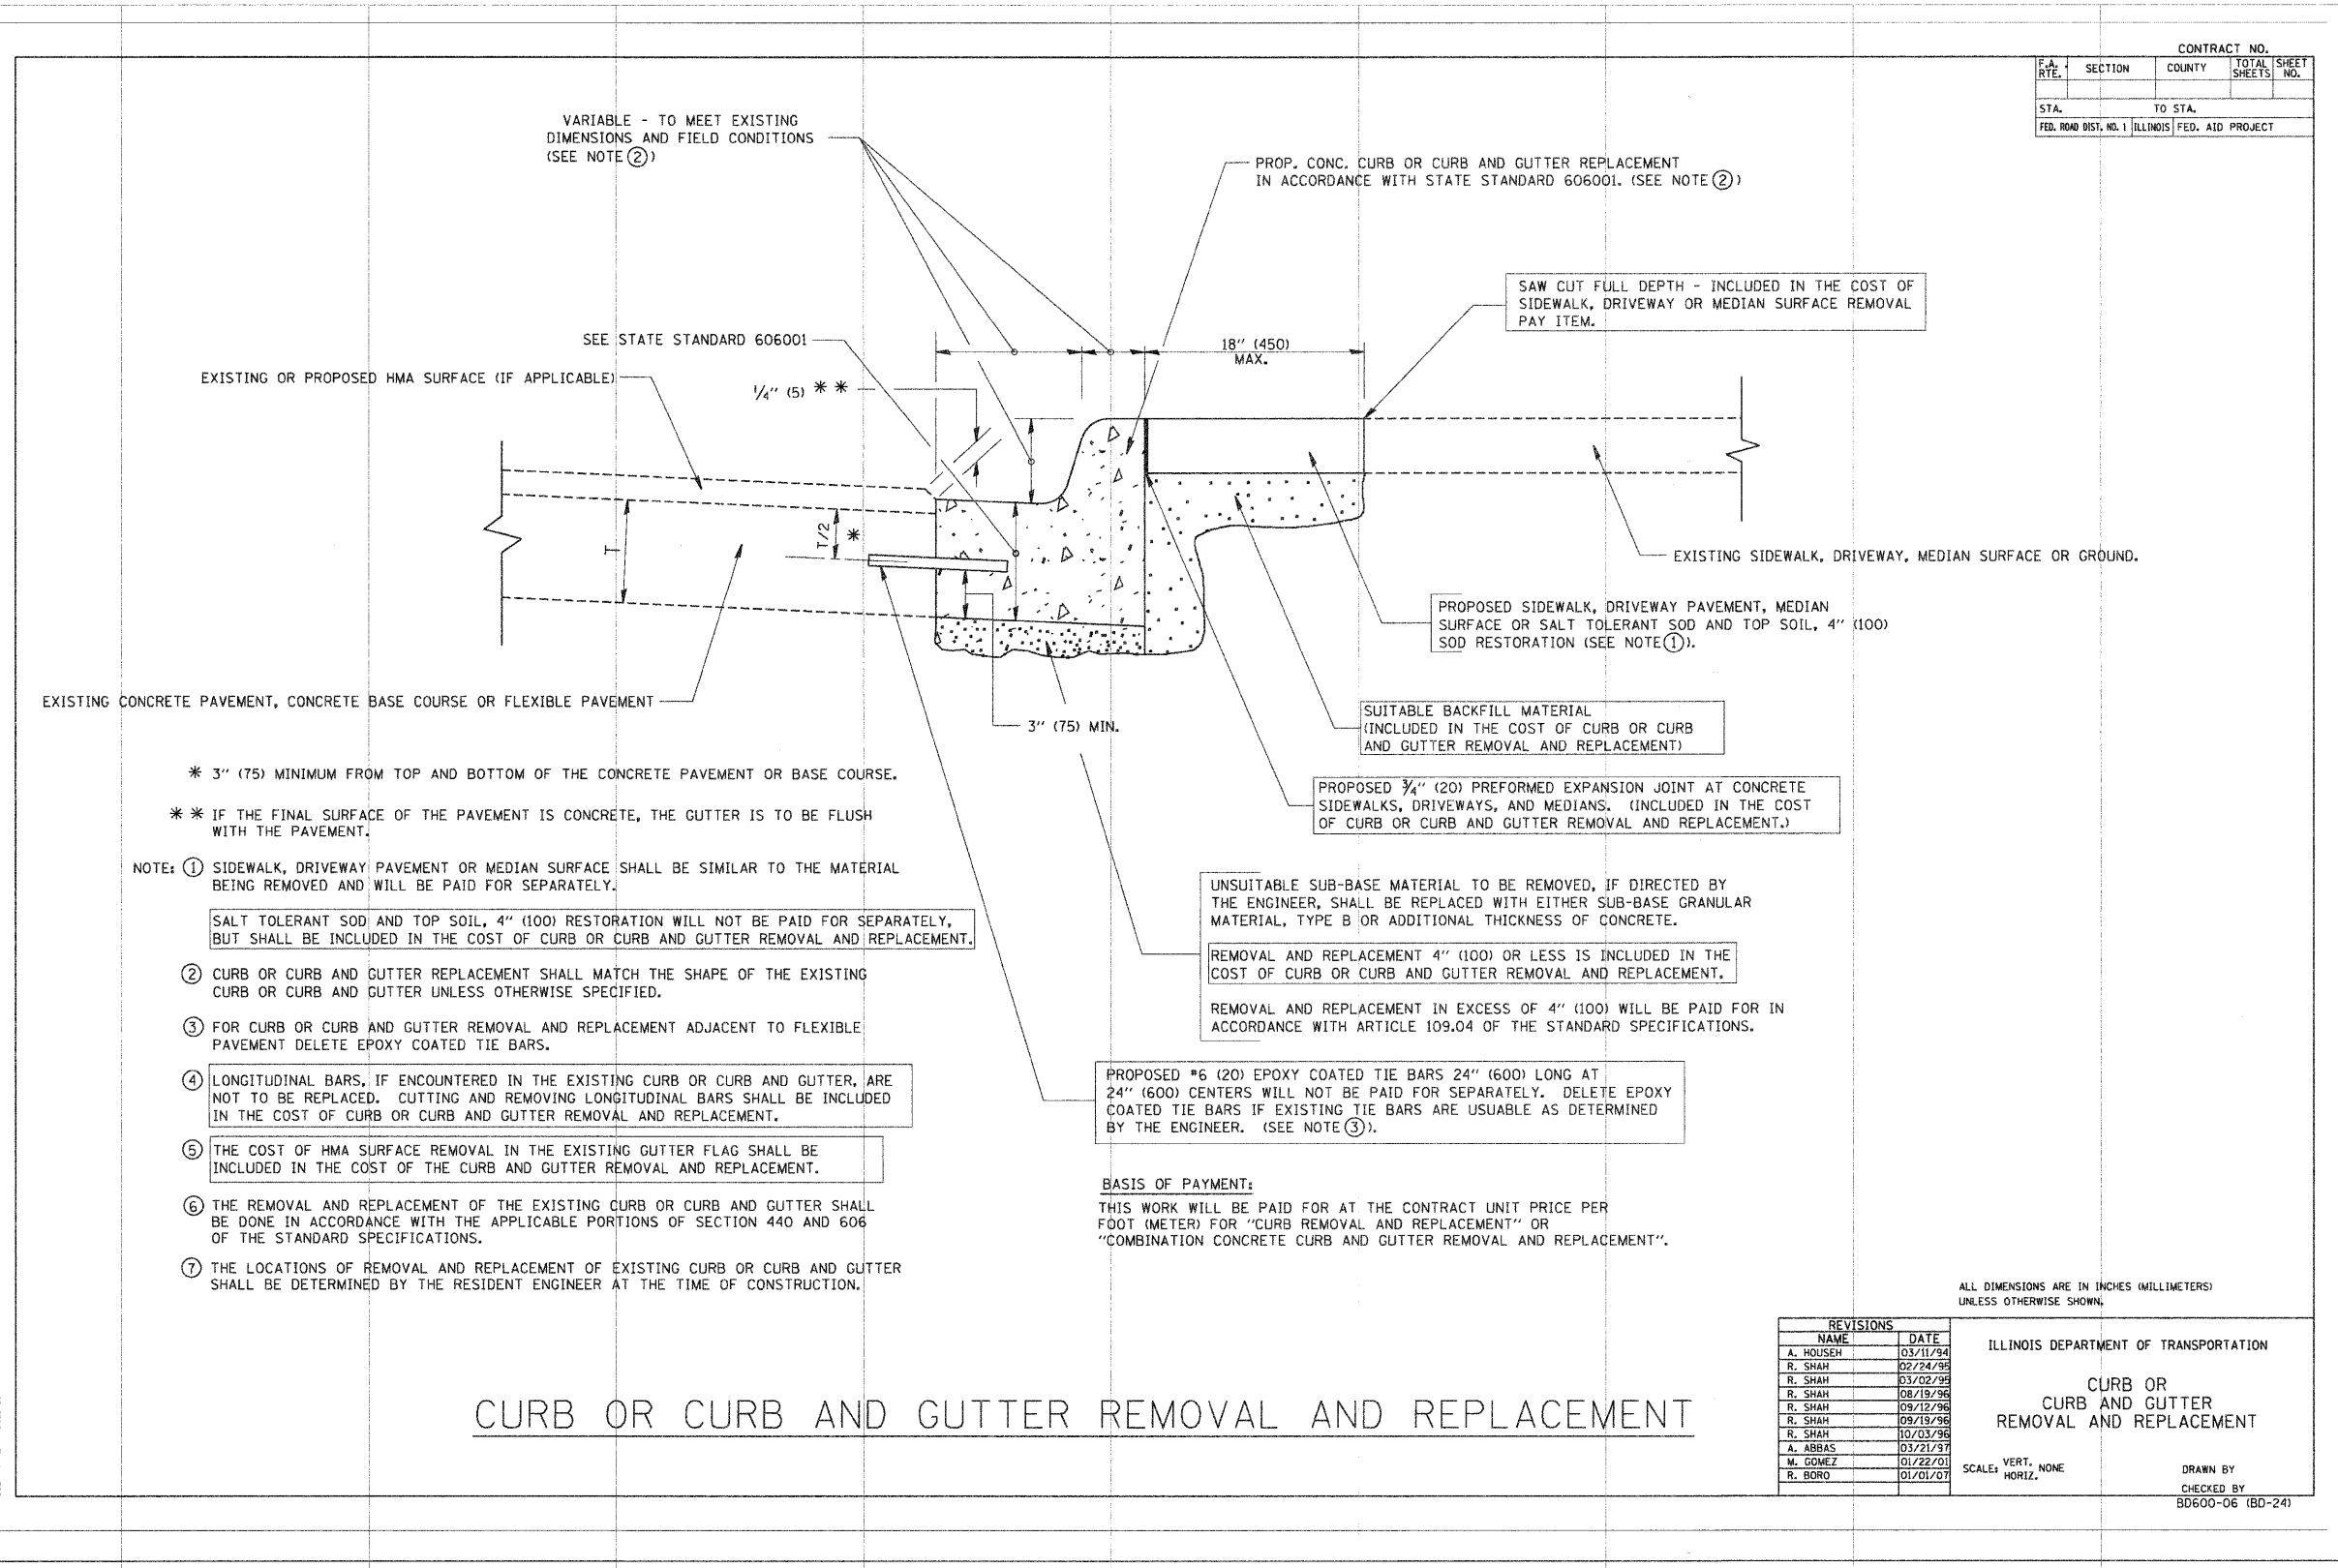 CONTRACT NO.
F.A. RTE. SECTION COUNTY TOTAL SHEETS SHEET NO.
STA. TO STA.
FED. ROAD DIST. NO. 1 ILLINOIS FED. AID PROJECT
VARIABLE - TO MEET EXISTING
DIMENSIONS AND FIELD CONDITIONS
(SEE NOTE ②)
PROP. CONC. CURB OR CURB AND GUTTER REPLACEMENT
IN ACCORDANCE WITH STATE STANDARD 606001. (SEE NOTE ②)
SAW CUT FULL DEPTH - INCLUDED IN THE COST OF
SIDEWALK, DRIVEWAY OR MEDIAN SURFACE REMOVAL
PAY ITEM.
SEE STATE STANDARD 606001
18" (450)
MAX.
EXISTING OR PROPOSED HMA SURFACE (IF APPLICABLE)
1/4" (5) * *
T
T/2
*
EXISTING SIDEWALK, DRIVEWAY, MEDIAN SURFACE OR GROUND.
PROPOSED SIDEWALK, DRIVEWAY PAVEMENT, MEDIAN
SURFACE OR SALT TOLERANT SOD AND TOP SOIL, 4" (100)
SOD RESTORATION (SEE NOTE ①).
EXISTING CONCRETE PAVEMENT, CONCRETE BASE COURSE OR FLEXIBLE PAVEMENT
3" (75) MIN.
SUITABLE BACKFILL MATERIAL
(INCLUDED IN THE COST OF CURB OR CURB
AND GUTTER REMOVAL AND REPLACEMENT)
PROPOSED 3/4" (20) PREFORMED EXPANSION JOINT AT CONCRETE
SIDEWALKS, DRIVEWAYS, AND MEDIANS. (INCLUDED IN THE COST
OF CURB OR CURB AND GUTTER REMOVAL AND REPLACEMENT.)
* 3" (75) MINIMUM FROM TOP AND BOTTOM OF THE CONCRETE PAVEMENT OR BASE COURSE.
* * IF THE FINAL SURFACE OF THE PAVEMENT IS CONCRETE, THE GUTTER IS TO BE FLUSH
WITH THE PAVEMENT.
NOTE: ① SIDEWALK, DRIVEWAY PAVEMENT OR MEDIAN SURFACE SHALL BE SIMILAR TO THE MATERIAL
BEING REMOVED AND WILL BE PAID FOR SEPARATELY.
SALT TOLERANT SOD AND TOP SOIL, 4" (100) RESTORATION WILL NOT BE PAID FOR SEPARATELY,
BUT SHALL BE INCLUDED IN THE COST OF CURB OR CURB AND GUTTER REMOVAL AND REPLACEMENT.
② CURB OR CURB AND GUTTER REPLACEMENT SHALL MATCH THE SHAPE OF THE EXISTING
CURB OR CURB AND GUTTER UNLESS OTHERWISE SPECIFIED.
③ FOR CURB OR CURB AND GUTTER REMOVAL AND REPLACEMENT ADJACENT TO FLEXIBLE
PAVEMENT DELETE EPOXY COATED TIE BARS.
④ LONGITUDINAL BARS, IF ENCOUNTERED IN THE EXISTING CURB OR CURB AND GUTTER, ARE
NOT TO BE REPLACED. CUTTING AND REMOVING LONGITUDINAL BARS SHALL BE INCLUDED
IN THE COST OF CURB OR CURB AND GUTTER REMOVAL AND REPLACEMENT.
⑤ THE COST OF HMA SURFACE REMOVAL IN THE EXISTING GUTTER FLAG SHALL BE
INCLUDED IN THE COST OF THE CURB AND GUTTER REMOVAL AND REPLACEMENT.
⑥ THE REMOVAL AND REPLACEMENT OF THE EXISTING CURB OR CURB AND GUTTER SHALL
BE DONE IN ACCORDANCE WITH THE APPLICABLE PORTIONS OF SECTION 440 AND 606
OF THE STANDARD SPECIFICATIONS.
⑦ THE LOCATIONS OF REMOVAL AND REPLACEMENT OF EXISTING CURB OR CURB AND GUTTER
SHALL BE DETERMINED BY THE RESIDENT ENGINEER AT THE TIME OF CONSTRUCTION.
UNSUITABLE SUB-BASE MATERIAL TO BE REMOVED, IF DIRECTED BY
THE ENGINEER, SHALL BE REPLACED WITH EITHER SUB-BASE GRANULAR
MATERIAL, TYPE B OR ADDITIONAL THICKNESS OF CONCRETE.
REMOVAL AND REPLACEMENT 4" (100) OR LESS IS INCLUDED IN THE
COST OF CURB OR CURB AND GUTTER REMOVAL AND REPLACEMENT.
REMOVAL AND REPLACEMENT IN EXCESS OF 4" (100) WILL BE PAID FOR IN
ACCORDANCE WITH ARTICLE 109.04 OF THE STANDARD SPECIFICATIONS.
PROPOSED #6 (20) EPOXY COATED TIE BARS 24" (600) LONG AT
24" (600) CENTERS WILL NOT BE PAID FOR SEPARATELY. DELETE EPOXY
COATED TIE BARS IF EXISTING TIE BARS ARE USUABLE AS DETERMINED
BY THE ENGINEER. (SEE NOTE ③).
BASIS OF PAYMENT:
THIS WORK WILL BE PAID FOR AT THE CONTRACT UNIT PRICE PER
FOOT (METER) FOR "CURB REMOVAL AND REPLACEMENT" OR
"COMBINATION CONCRETE CURB AND GUTTER REMOVAL AND REPLACEMENT".
CURB OR CURB AND GUTTER REMOVAL AND REPLACEMENT
ALL DIMENSIONS ARE IN INCHES (MILLIMETERS)
UNLESS OTHERWISE SHOWN.
REVISIONS
NAME DATE
A. HOUSEH 03/11/94
R. SHAH 02/24/95
R. SHAH 03/02/95
R. SHAH 08/19/96
R. SHAH 09/12/96
R. SHAH 09/19/96
R. SHAH 10/03/96
A. ABBAS 03/21/97
M. GOMEZ 01/22/01
R. BORO 01/01/07
ILLINOIS DEPARTMENT OF TRANSPORTATION
CURB OR
CURB AND GUTTER
REMOVAL AND REPLACEMENT
SCALE: VERT. HORIZ. NONE
DRAWN BY
CHECKED BY
BD600-06 (BD-24)